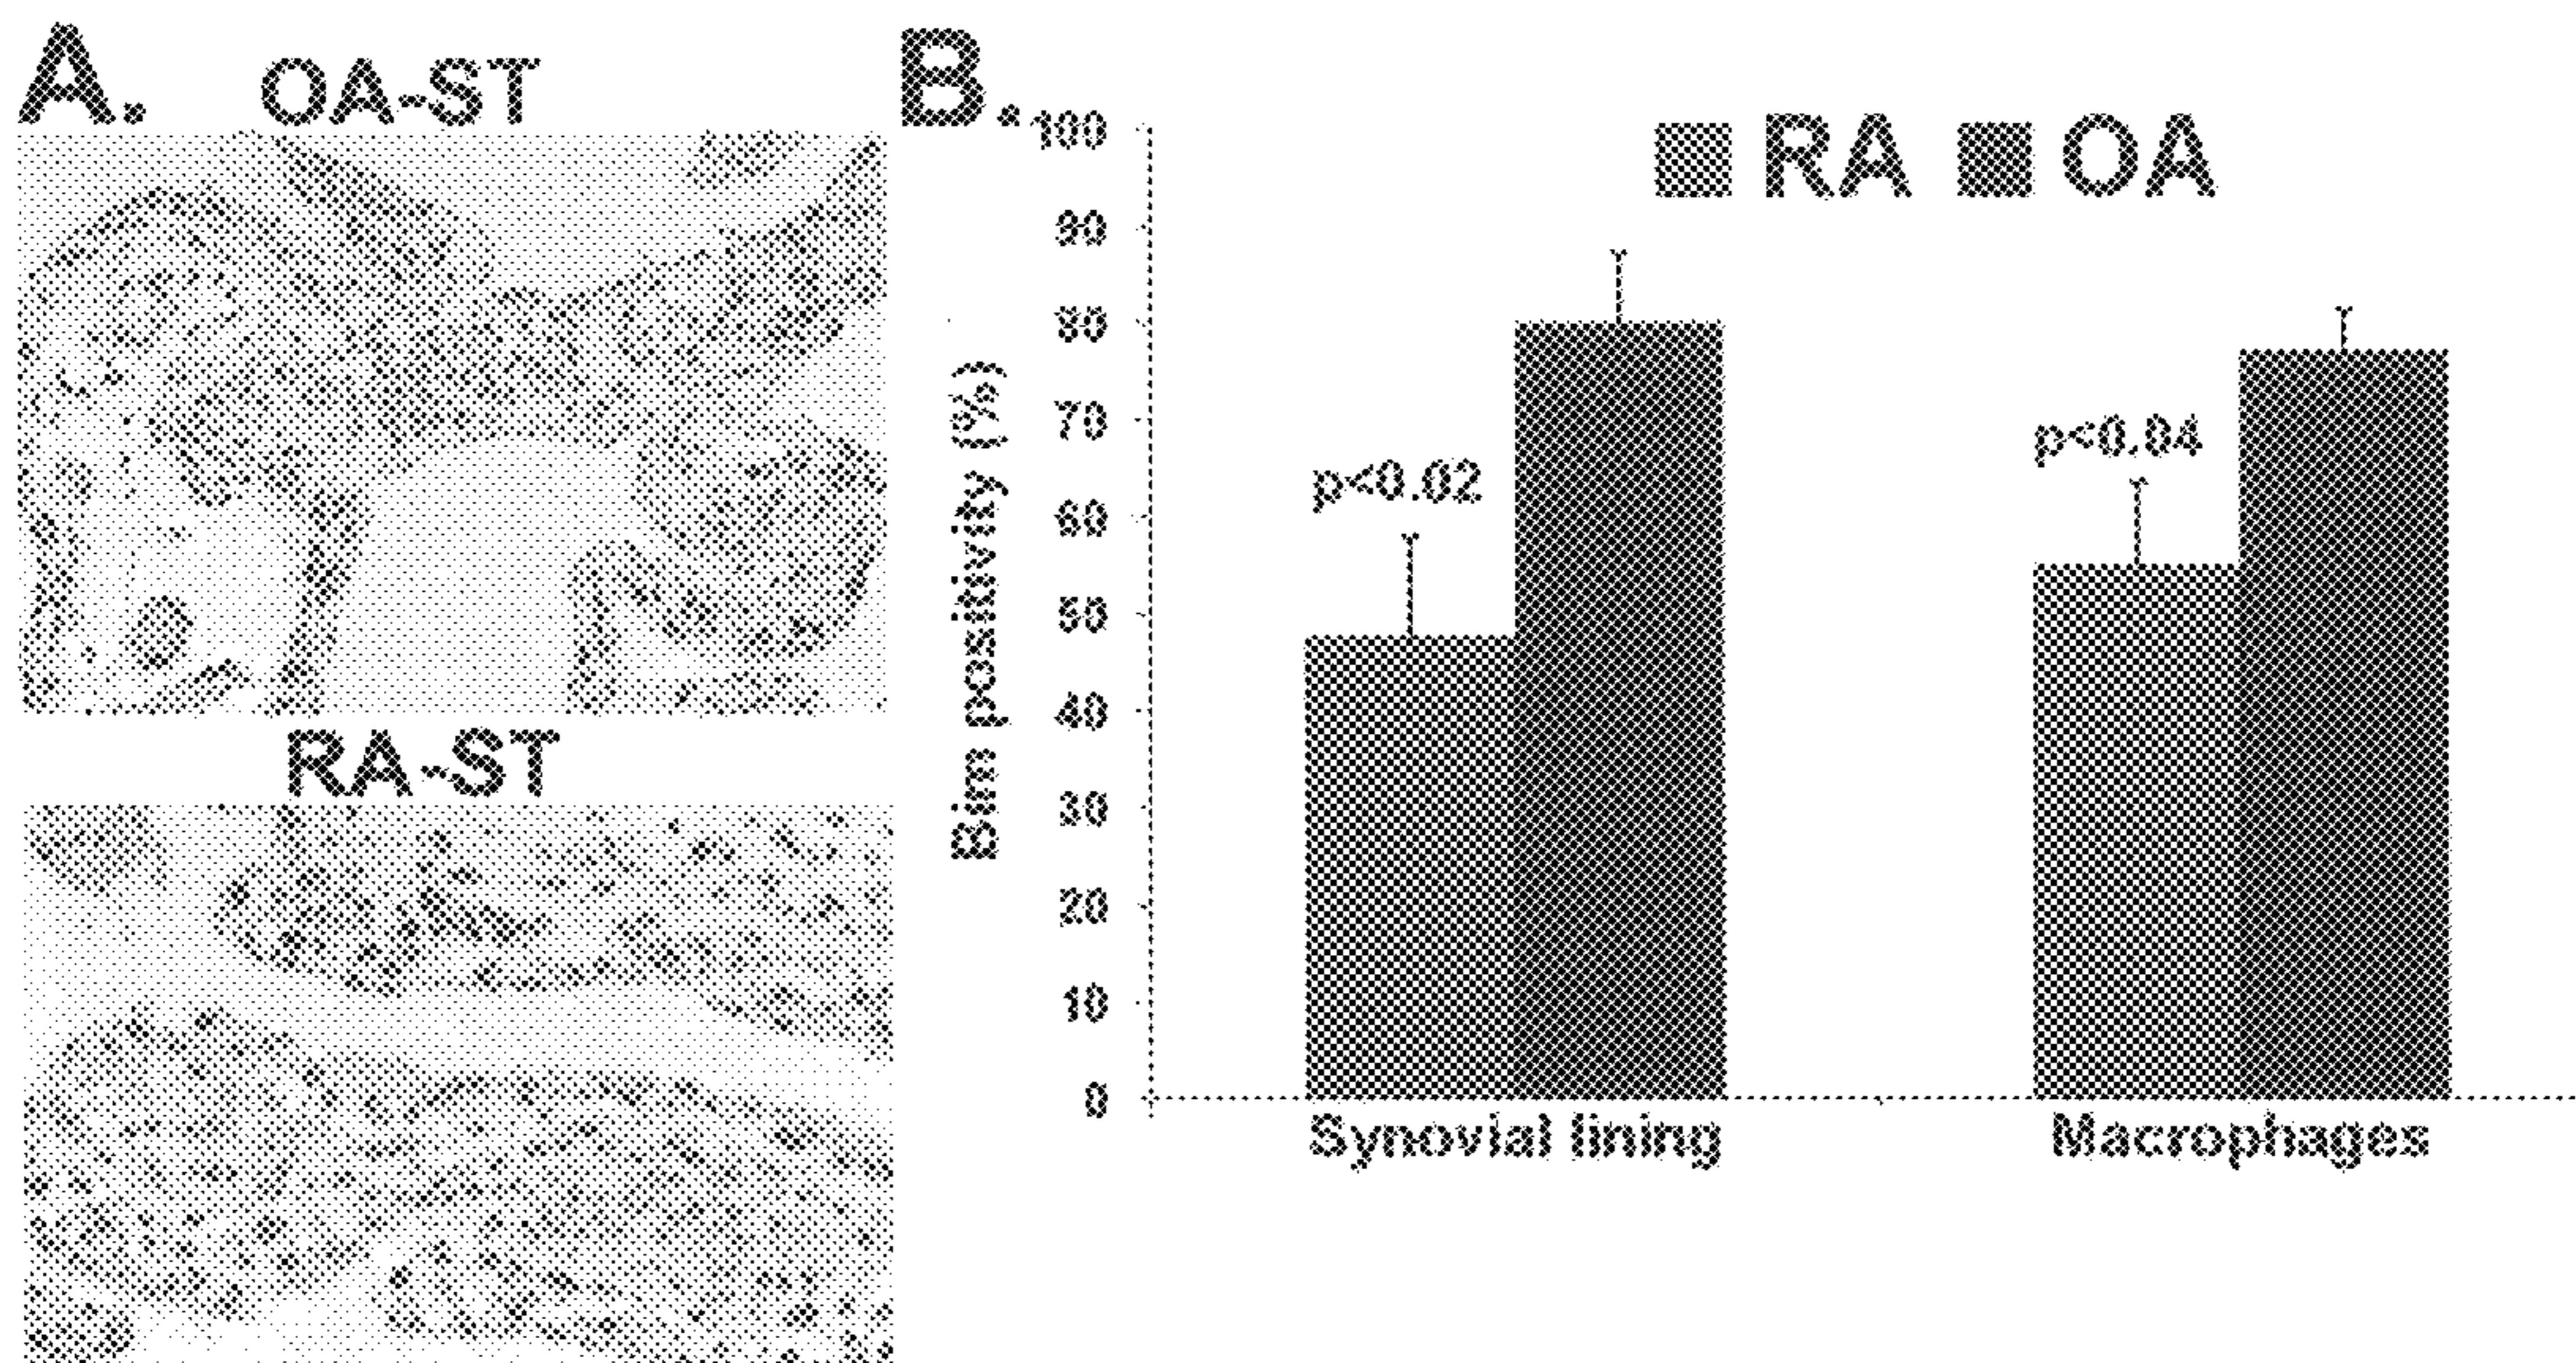 A.
OA-ST
RA-ST
B.
RA OA
Bim positivity (%)
100
90
80
70
60
50
40
30
20
10
0
p<0.02
p<0.04
Synovial lining
Macrophages